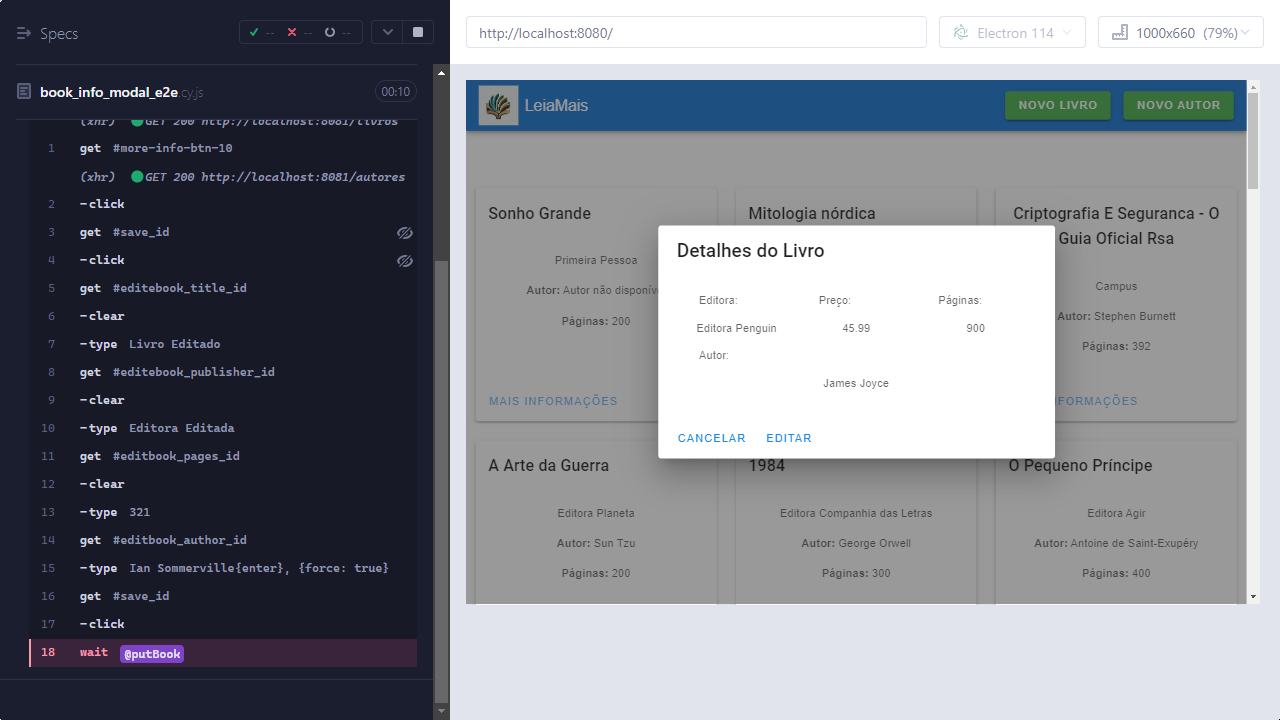 Specs
-- -- --
book_info_modal_e2e.cy.js
00:10
(xhr) GET 200 http://localhost:8081/livros
1 get #more-info-btn-10
(xhr) GET 200 http://localhost:8081/autores
2 -click
3 get #save_id
4 -click
5 get #editebook_title_id
6 -clear
7 -type Livro Editado
8 get #editebook_publisher_id
9 -clear
10 -type Editora Editada
11 get #editbook_pages_id
12 -clear
13 -type 321
14 get #editbook_author_id
15 -type Ian Sommerville{enter}, {force: true}
16 get #save_id
17 -click
18 wait @putBook
http://localhost:8080/
Electron 114
1000x660 (79%)
LeiaMais
NOVO LIVRO
NOVO AUTOR
Sonho Grande
Primeira Pessoa
Autor: Autor não disponíve
Páginas: 200
MAIS INFORMAÇÕES
Mitologia nórdica
Criptografia E Seguranca - O
Guia Oficial Rsa
Campus
Autor: Stephen Burnett
Páginas: 392
NFORMAÇÕES
Detalhes do Livro
Editora: Preço: Páginas:
Editora Penguin 45.99 900
Autor:
James Joyce
CANCELAR EDITAR
A Arte da Guerra
Editora Planeta
Autor: Sun Tzu
Páginas: 200
1984
Editora Companhia das Letras
Autor: George Orwell
Páginas: 300
O Pequeno Príncipe
Editora Agir
Autor: Antoine de Saint-Exupéry
Páginas: 400